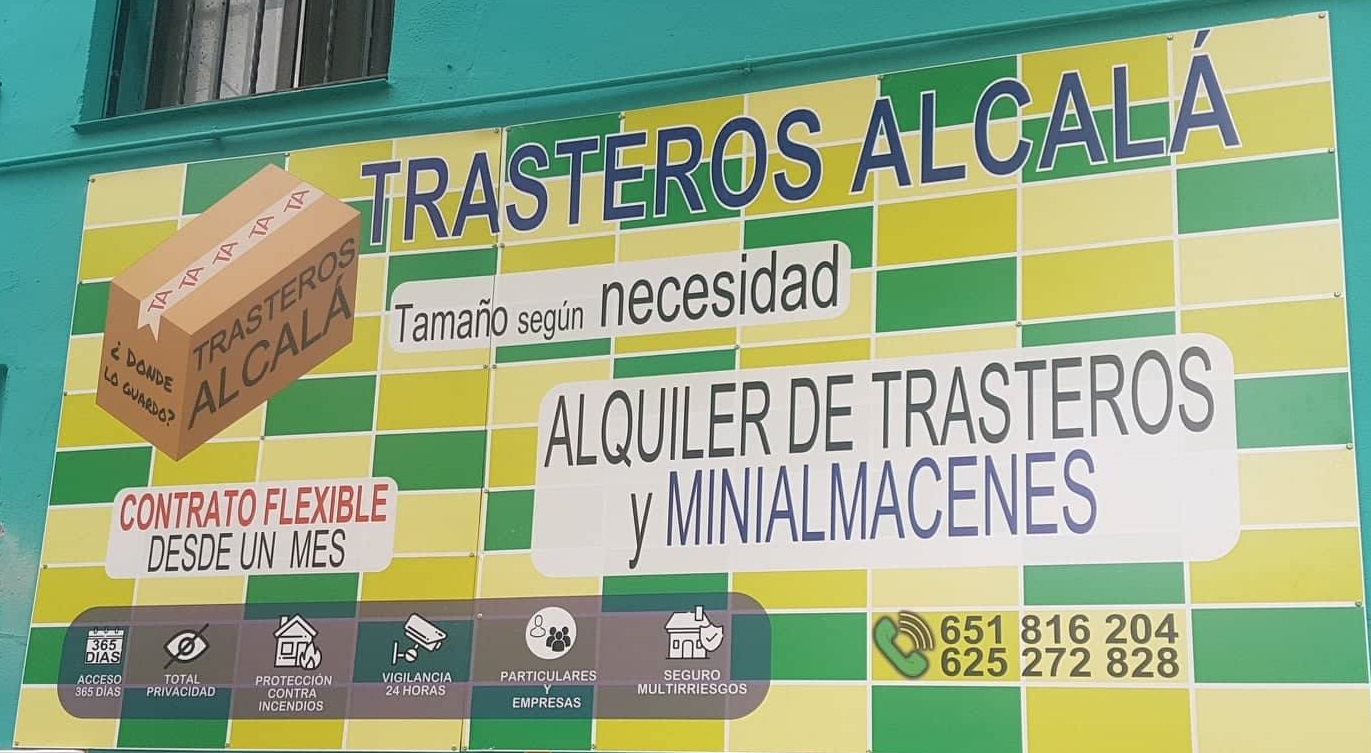 TRASTEROS ALCALÁ
TA TA TA TA
TRASTEROS
ALCALÁ
¿ DONDE
LO GUARDO?
Tamaño según necesidad
ALQUILER DE TRASTEROS
y MINIALMACENES
CONTRATO FLEXIBLE
DESDE UN MES
365
DIAS
ACCESO
365 DÍAS
TOTAL
PRIVACIDAD
PROTECCIÓN
CONTRA
INCENDIOS
VIGILANCIA
24 HORAS
PARTICULARES
Y
EMPRESAS
SEGURO
MULTIRRIESGOS
651 816 204
625 272 828